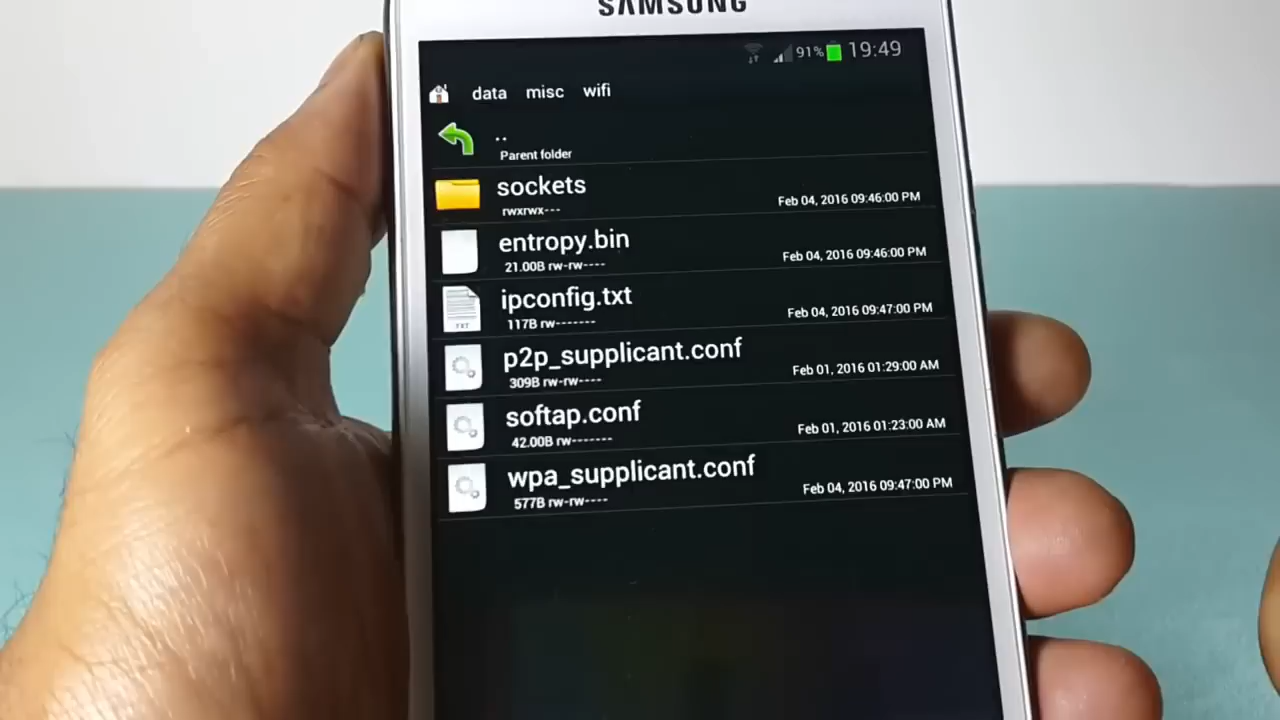 SAMSUNG
91% 19:49
data misc wifi
..
Parent folder
sockets
rwxrwx---
Feb 04, 2016 09:46:00 PM
entropy.bin
21.00B rw-rw----
Feb 04, 2016 09:46:00 PM
ipconfig.txt
117B rw-------
Feb 04, 2016 09:47:00 PM
TXT
p2p_supplicant.conf
309B rw-rw----
Feb 01, 2016 01:29:00 AM
softap.conf
42.00B rw-------
Feb 01, 2016 01:23:00 AM
wpa_supplicant.conf
577B rw-rw----
Feb 04, 2016 09:47:00 PM